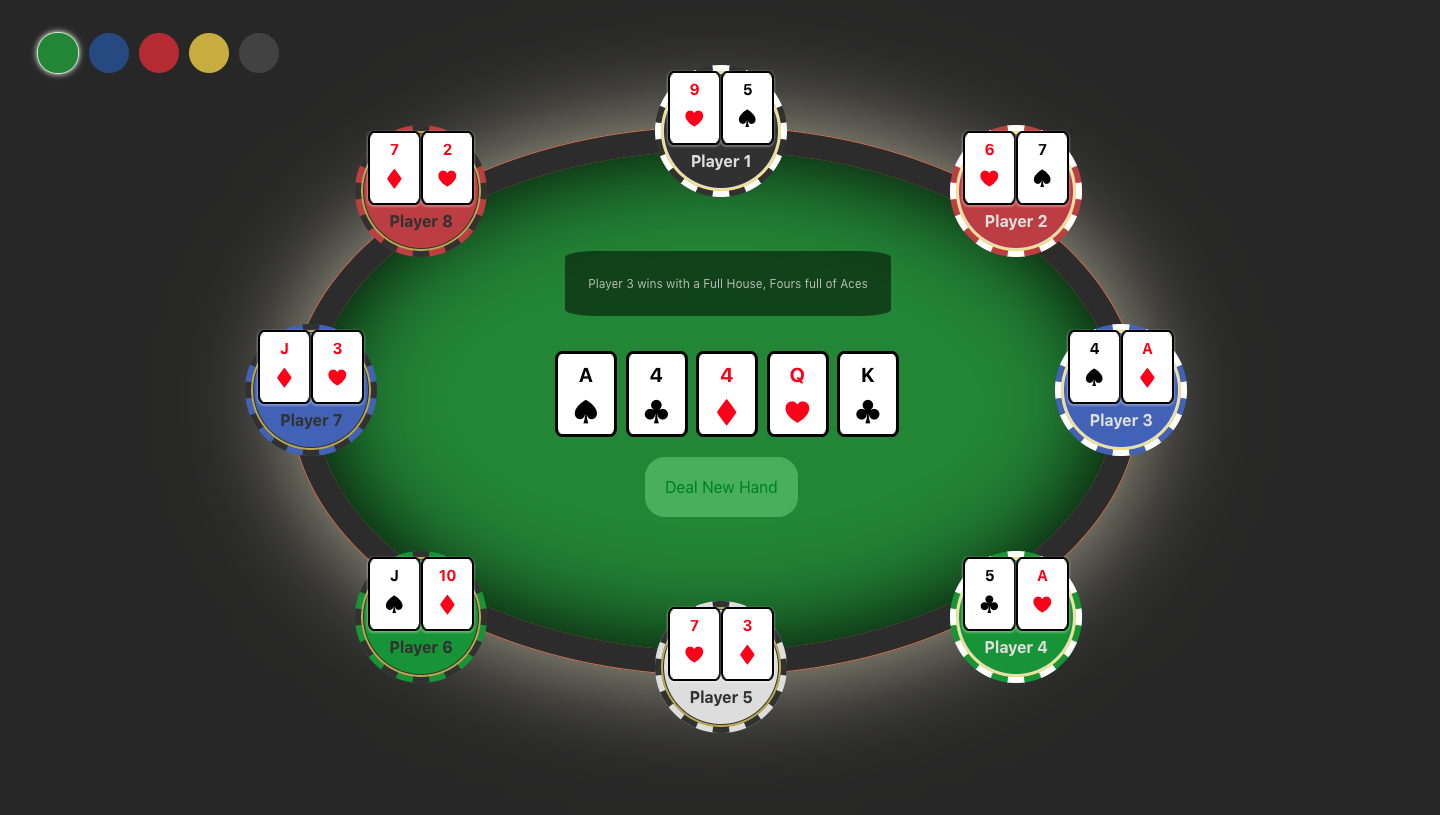 9 5
Player 1
7 2
Player 8
6 7
Player 2
Player 3 wins with a Full House, Fours full of Aces
J 3
Player 7
A 4 4 Q K
4 A
Player 3
Deal New Hand
J 10
Player 6
7 3
Player 5
5 A
Player 4